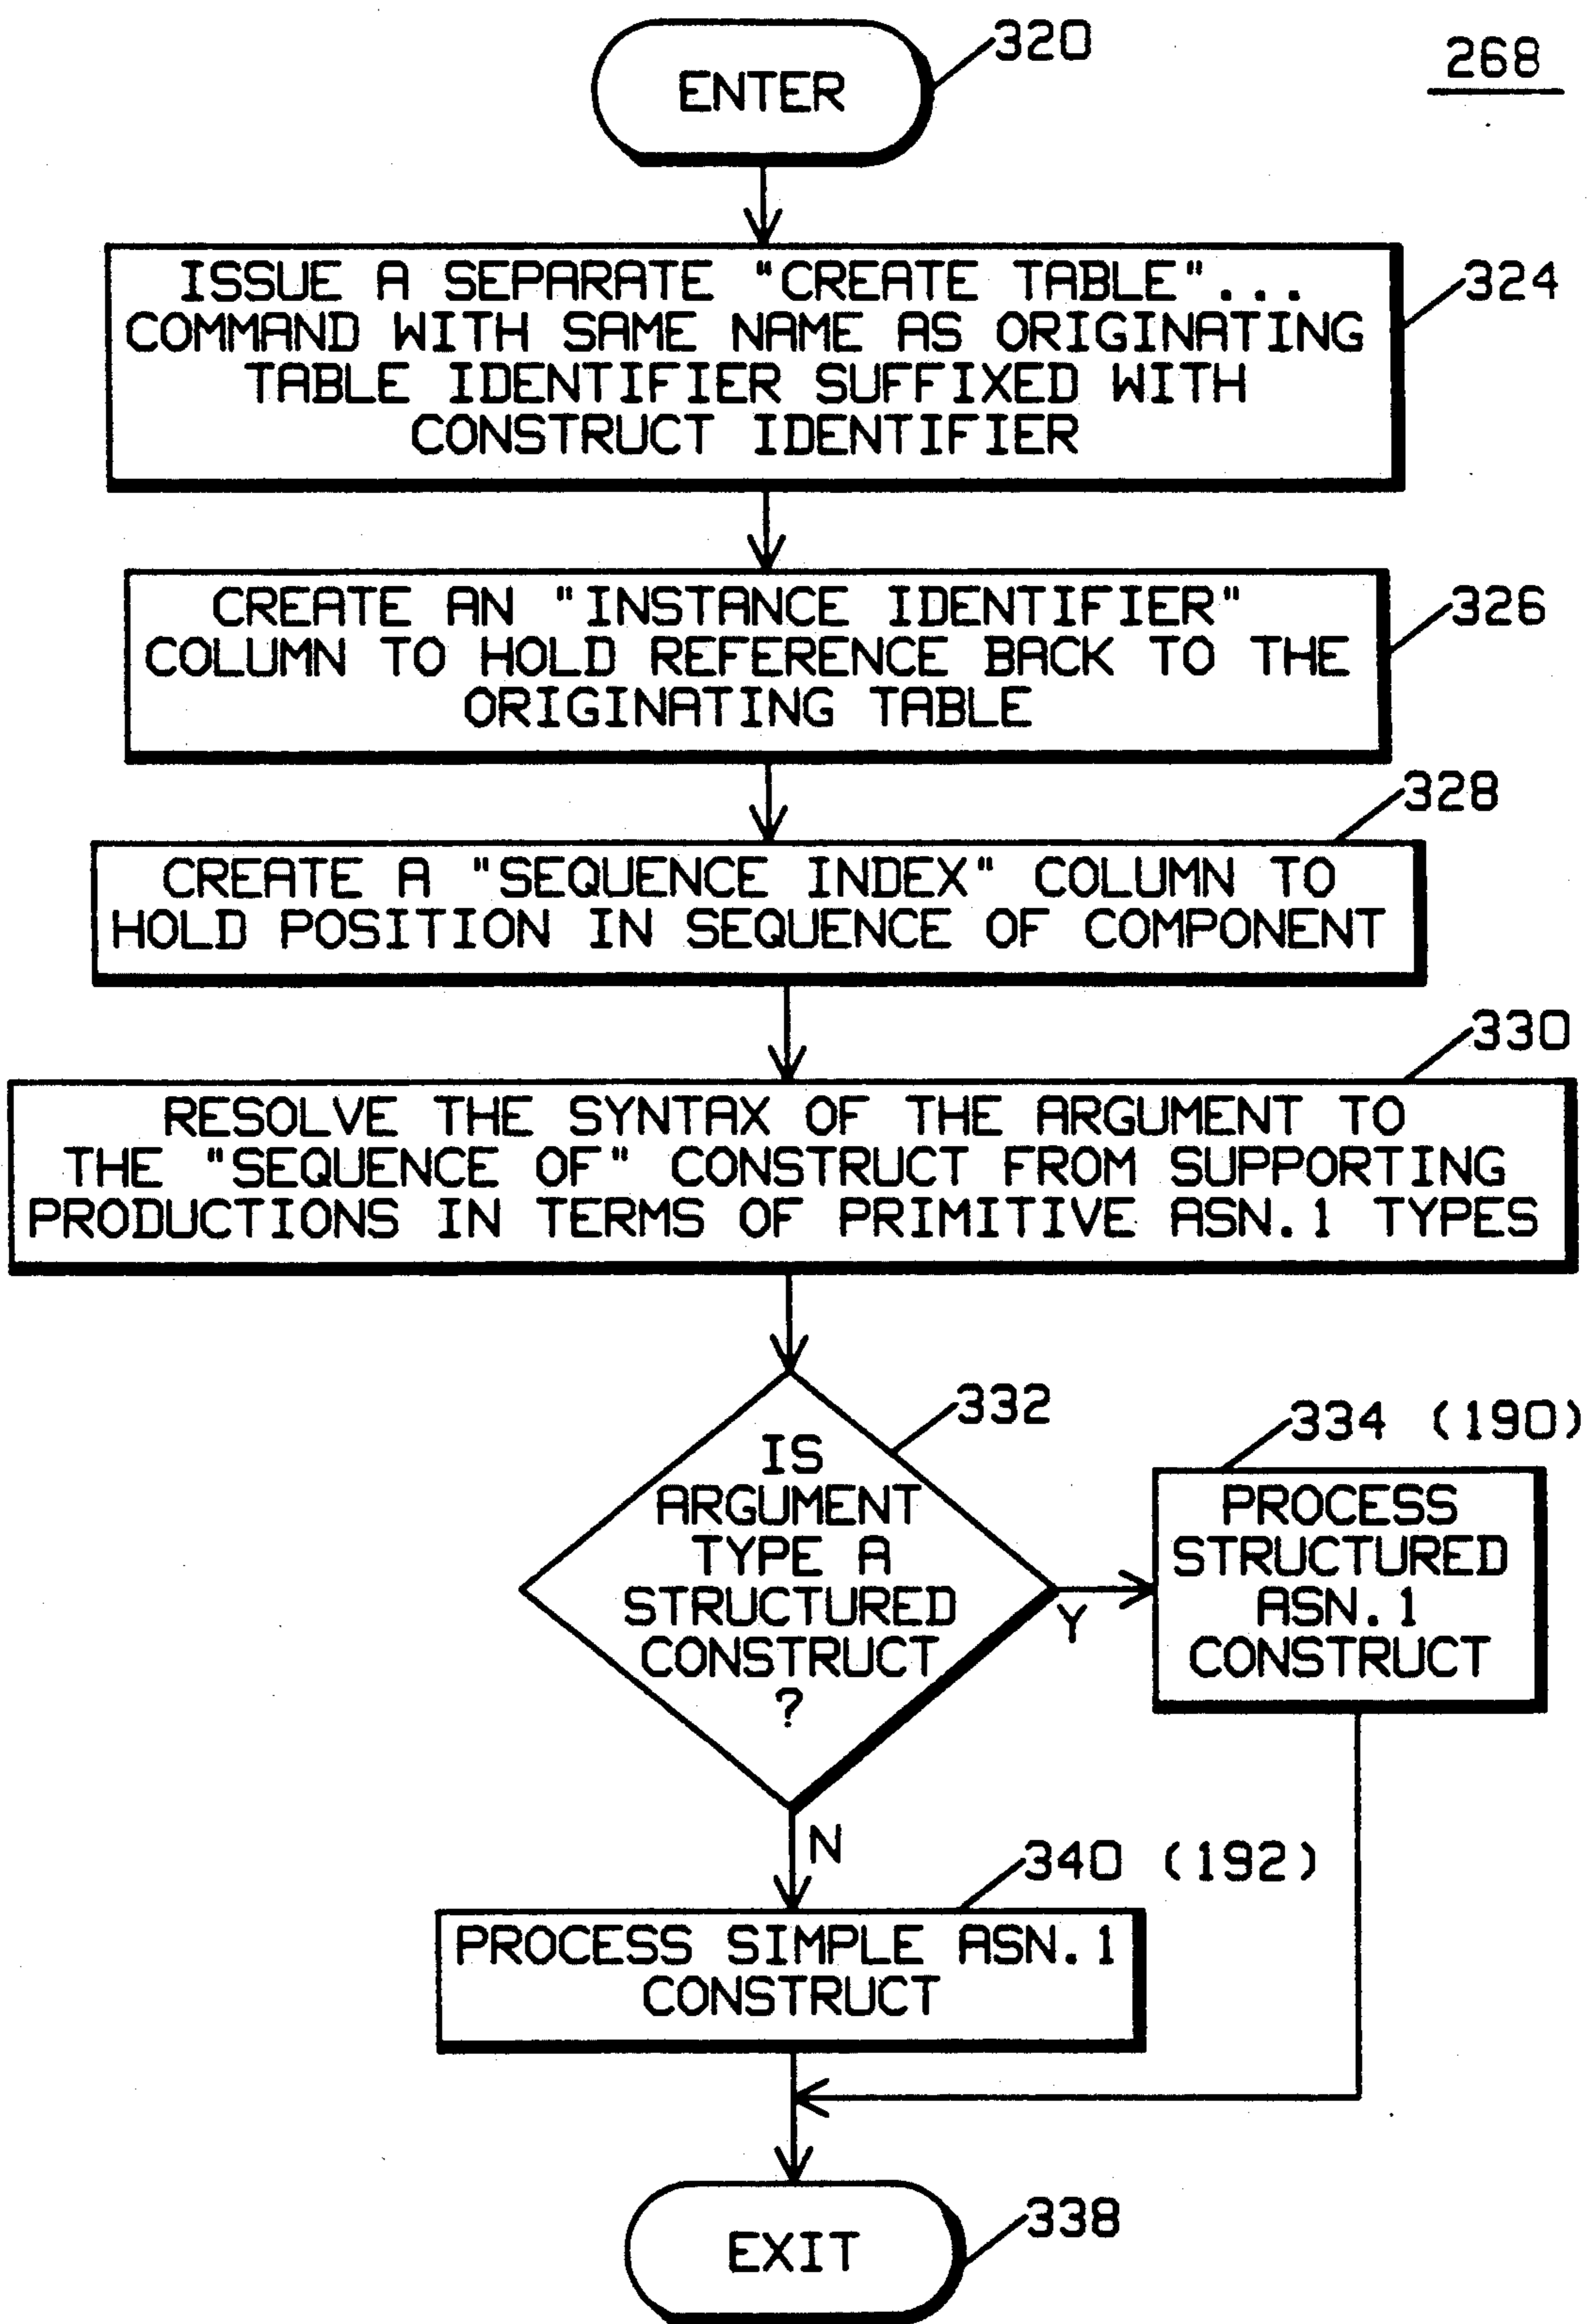 320
268
ENTER
ISSUE A SEPARATE "CREATE TABLE"...
COMMAND WITH SAME NAME AS ORIGINATING
TABLE IDENTIFIER SUFFIXED WITH
CONSTRUCT IDENTIFIER
324
CREATE AN "INSTANCE IDENTIFIER"
COLUMN TO HOLD REFERENCE BACK TO THE
ORIGINATING TABLE
326
328
CREATE A "SEQUENCE INDEX" COLUMN TO
HOLD POSITION IN SEQUENCE OF COMPONENT
330
RESOLVE THE SYNTAX OF THE ARGUMENT TO
THE "SEQUENCE OF" CONSTRUCT FROM SUPPORTING
PRODUCTIONS IN TERMS OF PRIMITIVE ASN.1 TYPES
332
IS
ARGUMENT
TYPE A
STRUCTURED
CONSTRUCT
?
Y
334 (190)
PROCESS
STRUCTURED
ASN.1
CONSTRUCT
N
340 (192)
PROCESS SIMPLE ASN.1
CONSTRUCT
EXIT
338